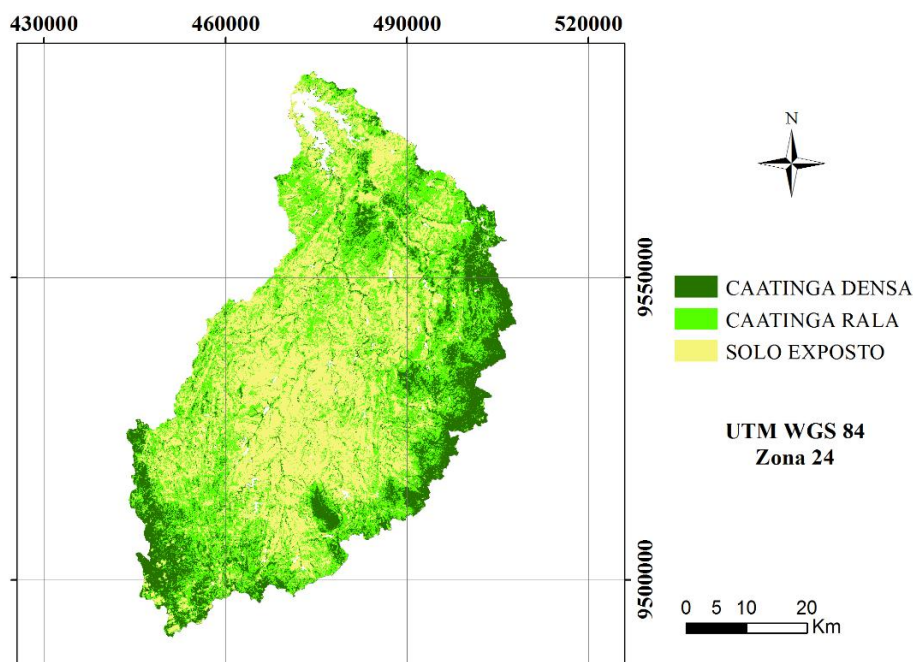 430000 460000 490000 520000
N
9550000
CAATINGA DENSA
CAATINGA RALA
SOLO EXPOSTO
UTM WGS 84
Zona 24
9500000
0 5 10 20
Km